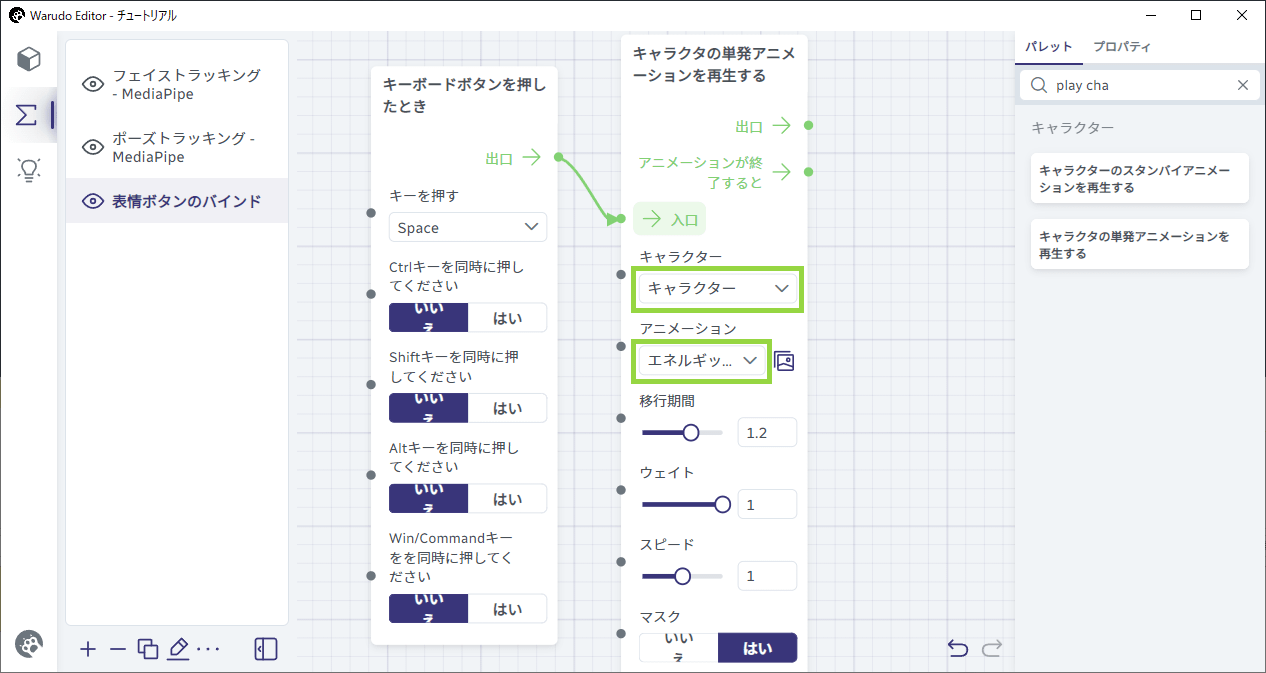 Warudo Editor - チュートリアル
フェイストラッキング
- MediaPipe
ポーズトラッキング -
MediaPipe
表情ボタンのバインド
キーボードボタンを押し
たとき
出口
キーを押す
Space
Ctrlキーを同時に押し
てください
いいえ
はい
Shiftキーを同時に押
してください
いいえ
はい
Altキーを同時に押し
てください
いいえ
はい
Win/Commandキー
をを同時に押してく
ださい
いいえ
はい
キャラクタの単発アニメ
ーションを再生する
出口
アニメーションが終
了すると
入口
キャラクター
キャラクター
アニメーション
エネルギッ...
移行期間
1.2
ウェイト
1
スピード
1
マスク
いいえ
はい
パレット
プロパティ
play cha
キャラクター
キャラクターのスタンバイアニメー
ションを再生する
キャラクタの単発アニメーションを
再生する